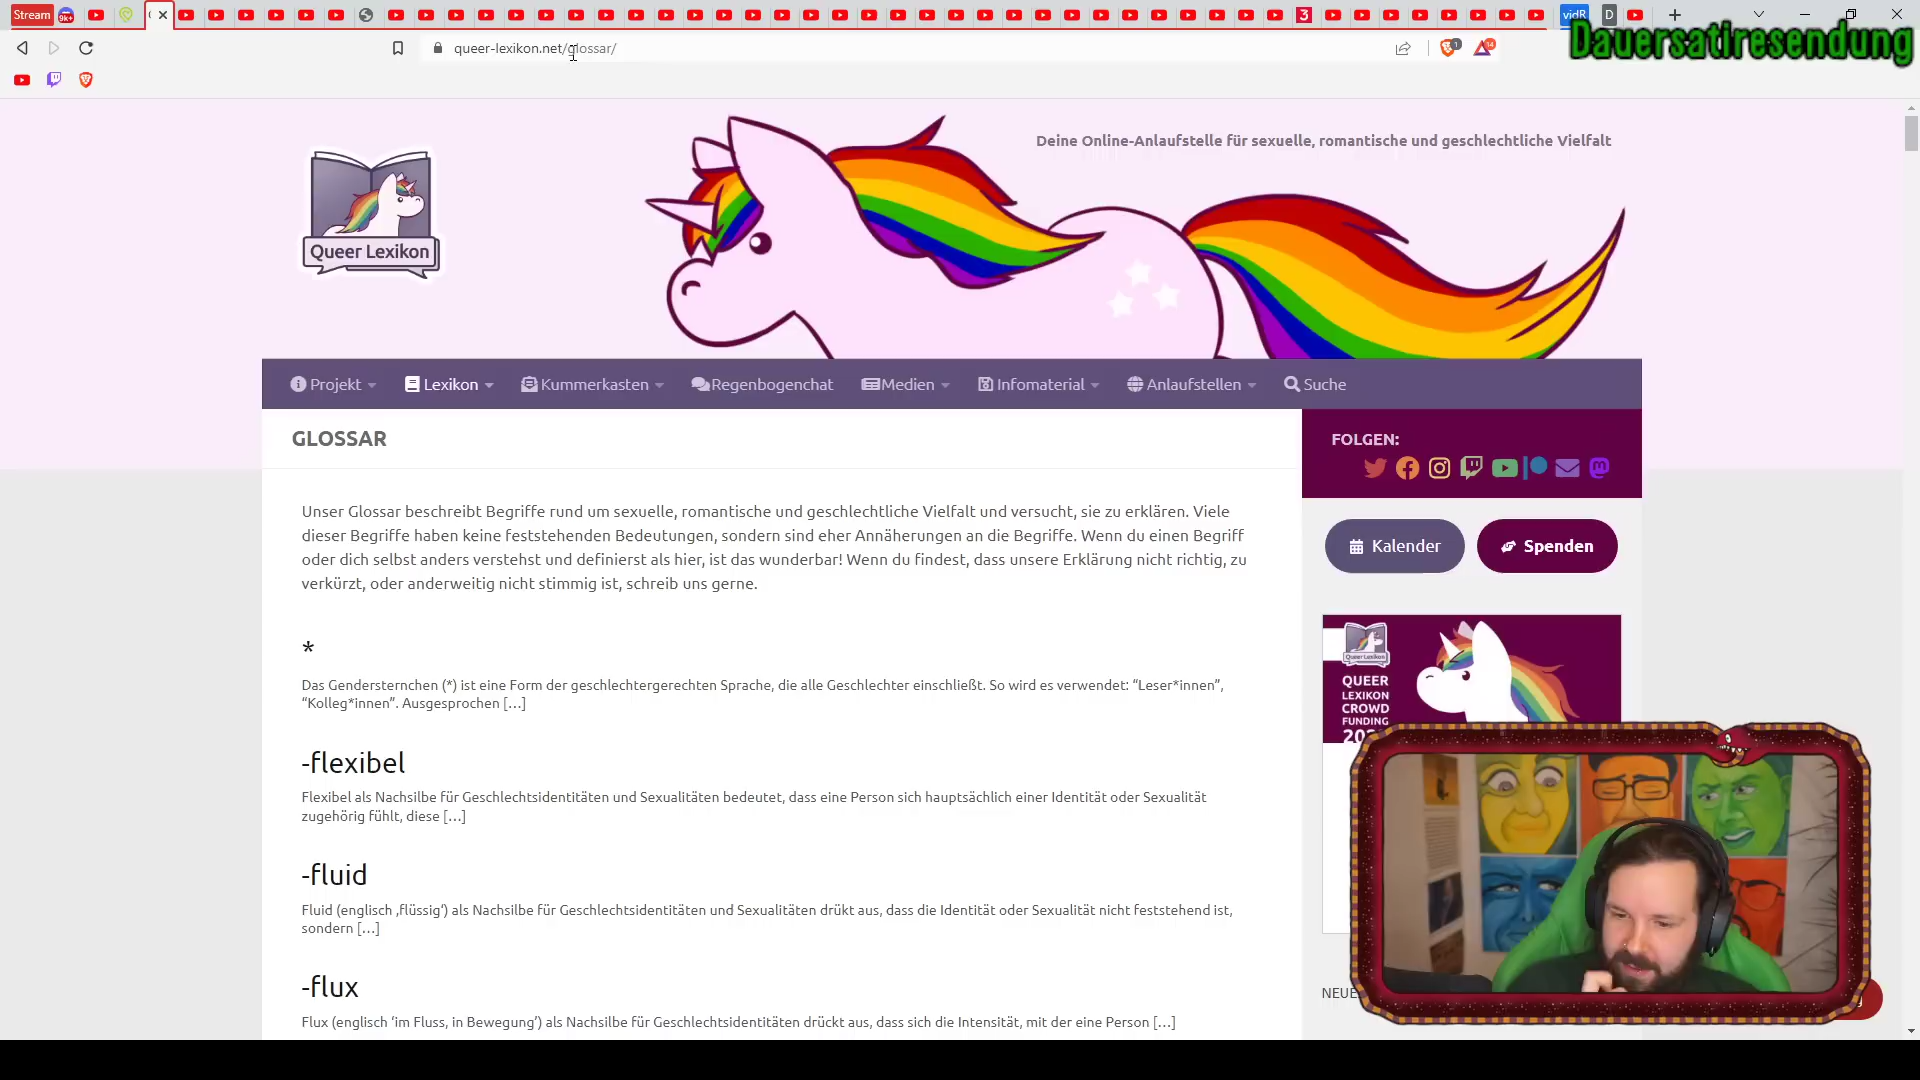 Stream
9k+
3
vidR
D
Dauersatiresendung
queer-lexikon.net/glossar/
1
14
Deine Online-Anlaufstelle für sexuelle, romantische und geschlechtliche Vielfalt
Queer Lexikon
Projekt
Lexikon
Kummerkasten
Regenbogenchat
Medien
Infomaterial
Anlaufstellen
Suche
GLOSSAR
FOLGEN:
Unser Glossar beschreibt Begriffe rund um sexuelle, romantische und geschlechtliche Vielfalt und versucht, sie zu erklären. Viele
dieser Begriffe haben keine feststehenden Bedeutungen, sondern sind eher Annäherungen an die Begriffe. Wenn du einen Begriff
oder dich selbst anders verstehst und definierst als hier, ist das wunderbar! Wenn du findest, dass unsere Erklärung nicht richtig, zu
verkürzt, oder anderweitig nicht stimmig ist, schreib uns gerne.
Kalender
Spenden
*
Das Gendersternchen (*) ist eine Form der geschlechtergerechten Sprache, die alle Geschlechter einschließt. So wird es verwendet: “Leser*innen”,
“Kolleg*innen”. Ausgesprochen […]
Queer Lexikon
QUEER
LEXIKON
CROWD
FUNDING
-flexibel
Flexibel als Nachsilbe für Geschlechtsidentitäten und Sexualitäten bedeutet, dass eine Person sich hauptsächlich einer Identität oder Sexualität
zugehörig fühlt, diese […]
-fluid
Fluid (englisch ‚flüssig‘) als Nachsilbe für Geschlechtsidentitäten und Sexualitäten drükt aus, dass die Identität oder Sexualität nicht feststehend ist,
sondern […]
-flux
Flux (englisch ‘im Fluss, in Bewegung’) als Nachsilbe für Geschlechtsidentitäten drückt aus, dass sich die Intensität, mit der eine Person […]